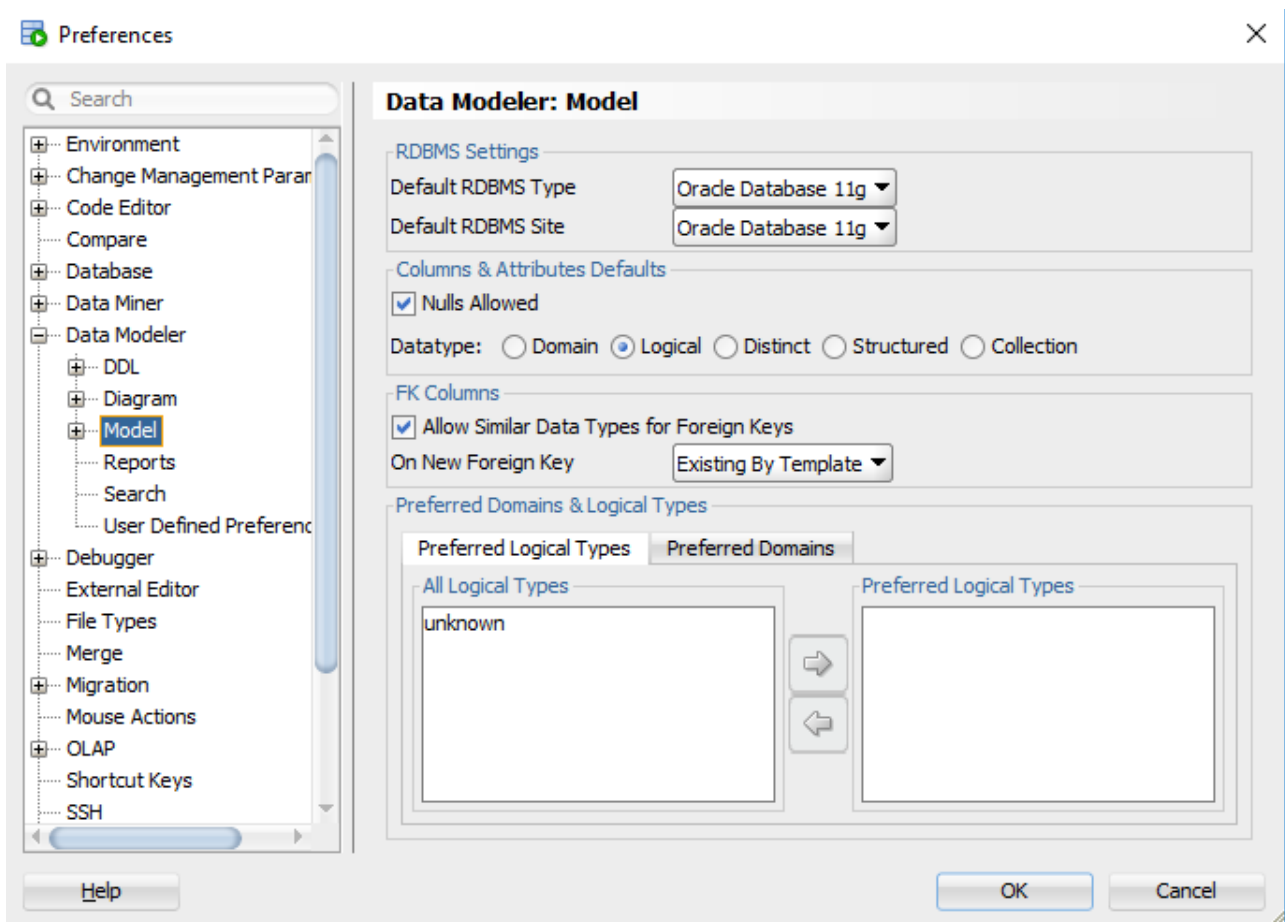 Preferences
Search
Environment
Change Management Param
Code Editor
Compare
Database
Data Miner
Data Modeler
DDL
Diagram
Model
Reports
Search
User Defined Preferenc
Debugger
External Editor
File Types
Merge
Migration
Mouse Actions
OLAP
Shortcut Keys
SSH
Data Modeler: Model
RDBMS Settings
Default RDBMS Type Oracle Database 11g
Default RDBMS Site Oracle Database 11g
Columns & Attributes Defaults
Nulls Allowed
Datatype: Domain Logical Distinct Structured Collection
FK Columns
Allow Similar Data Types for Foreign Keys
On New Foreign Key Existing By Template
Preferred Domains & Logical Types
Preferred Logical Types Preferred Domains
All Logical Types Preferred Logical Types
unknown
Help OK Cancel